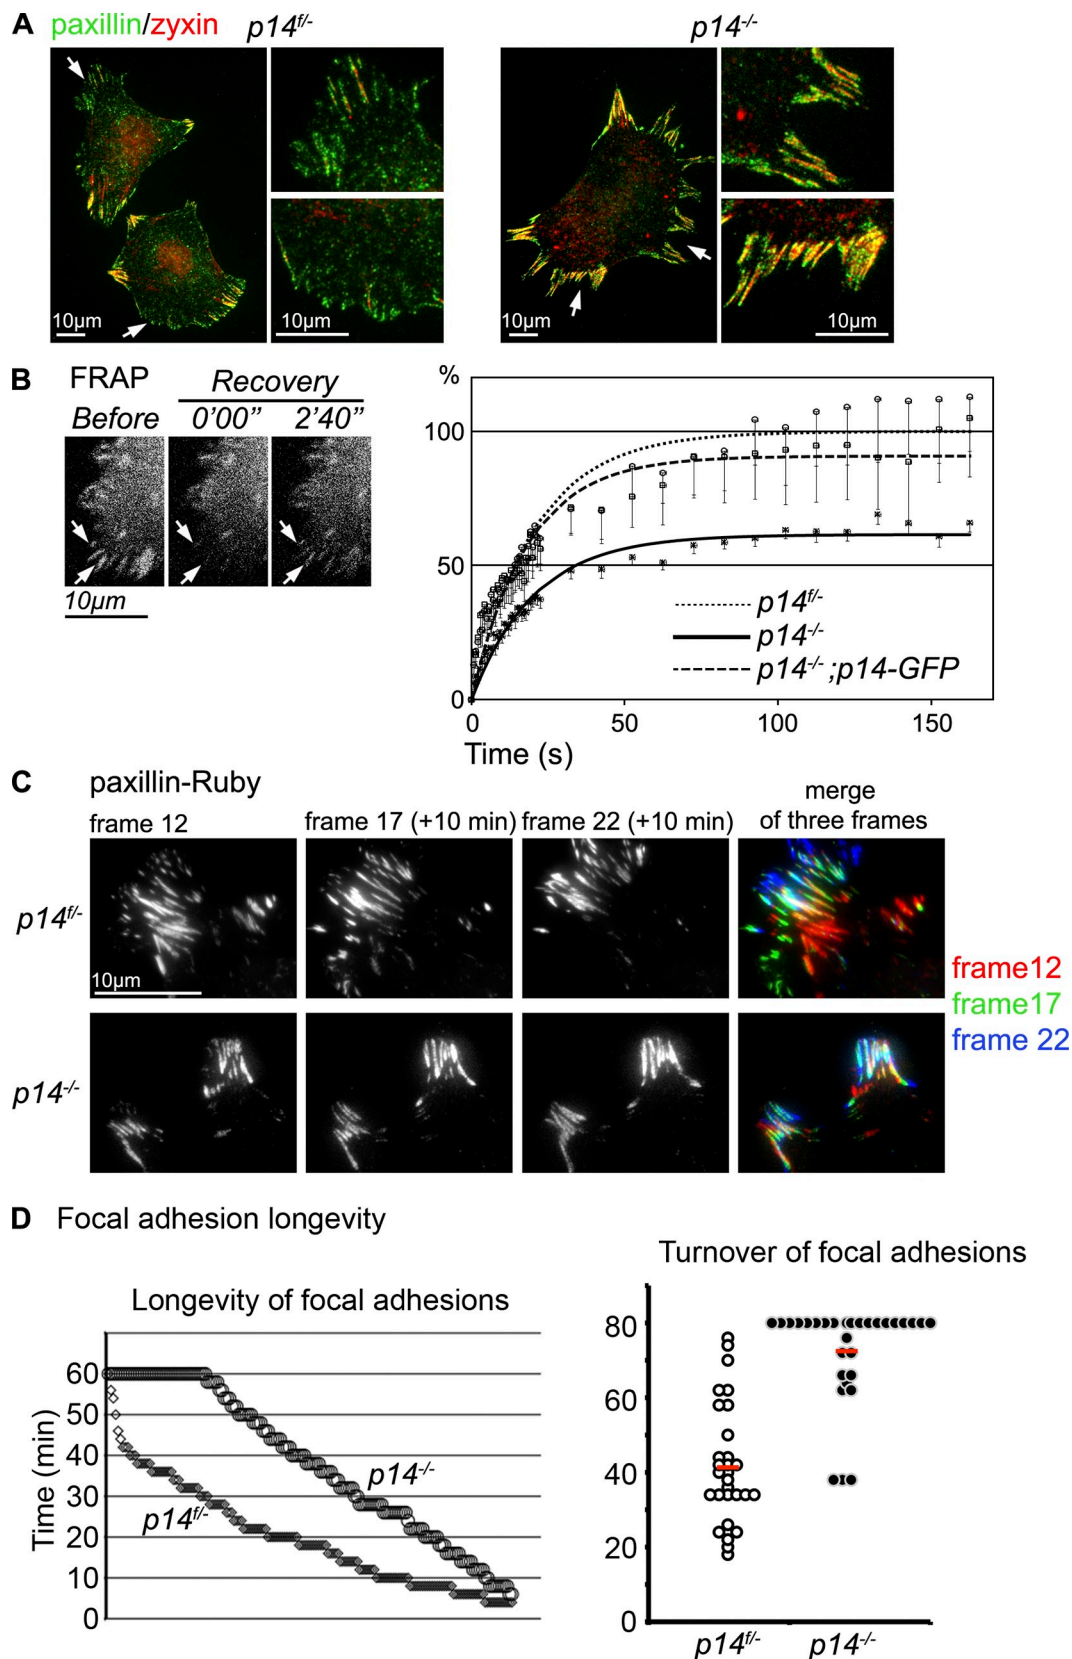 A paxillin/zyxin p14f/- p14-/-
10µm 10µm 10µm 10µm
B FRAP Recovery
Before 0’00” 2’40”
10µm
%
100
50
0
0 50 100 150
Time (s)
p14f/-
p14-/-
p14-/- ;p14-GFP
C paxillin-Ruby
frame 12 frame 17 (+10 min) frame 22 (+10 min) merge
of three frames
p14f/-
10µm
p14-/-
frame12
frame17
frame 22
D Focal adhesion longevity
Longevity of focal adhesions
Time (min)
60
50
40
30
20
10
0
p14-/-
p14f/-
Turnover of focal adhesions
80
60
40
20
0
p14f/- p14-/-